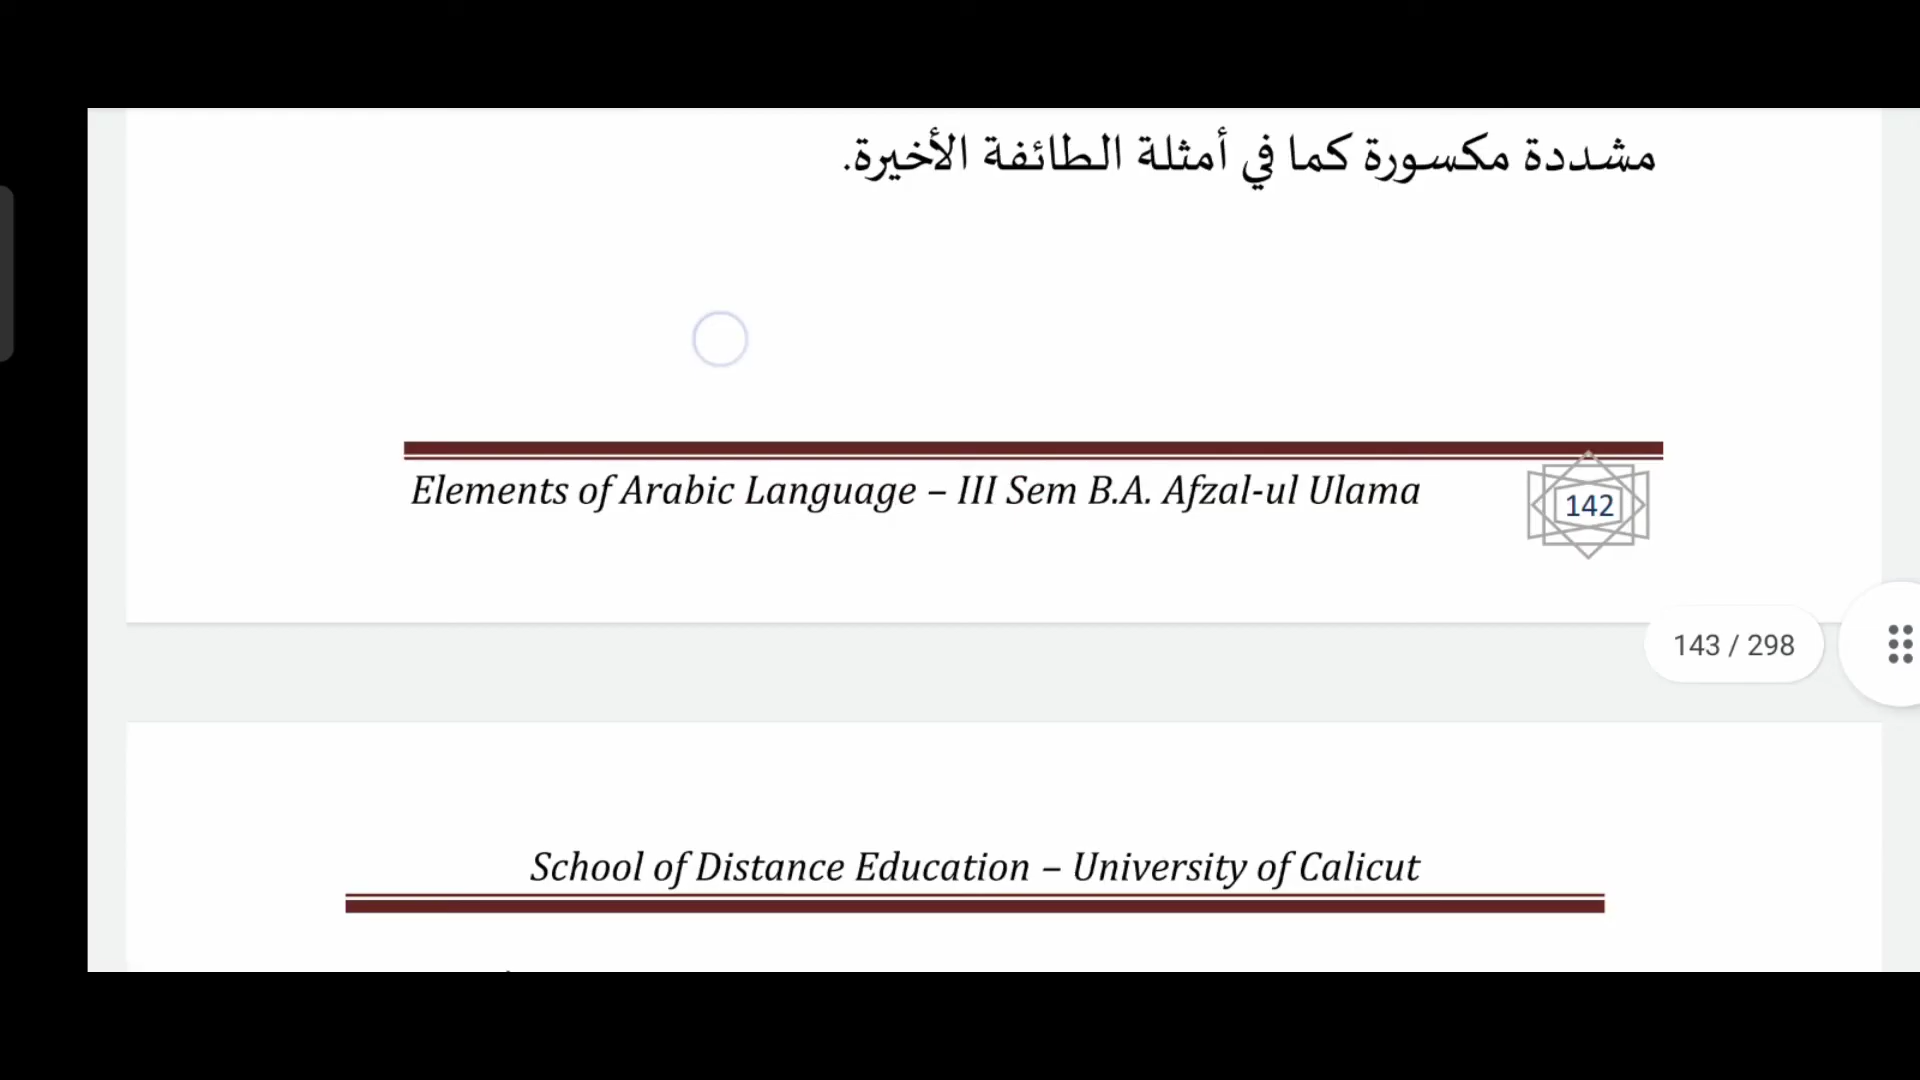 مشددة مكسورة كما في أمثلة الطائفة الأخيرة.
Elements of Arabic Language – III Sem B.A. Afzal-ul Ulama
142
143 / 298
School of Distance Education – University of Calicut